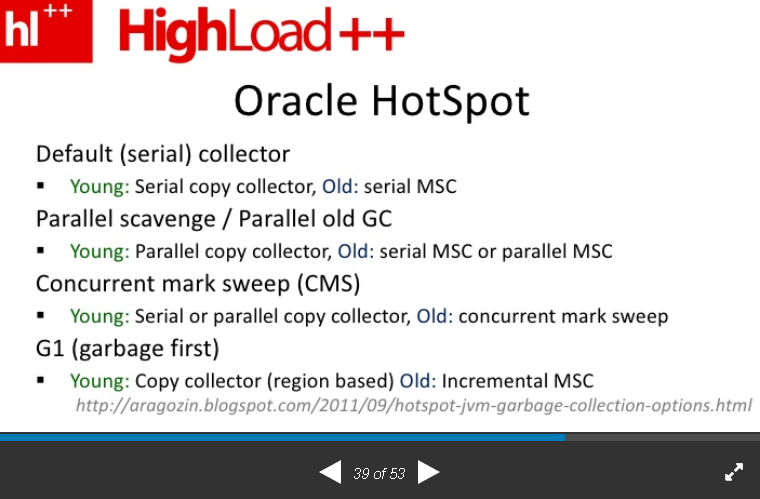 hl++
HighLoad++
Oracle HotSpot
Default (serial) collector
▪ Young: Serial copy collector, Old: serial MSC
Parallel scavenge / Parallel old GC
▪ Young: Parallel copy collector, Old: serial MSC or parallel MSC
Concurrent mark sweep (CMS)
▪ Young: Serial or parallel copy collector, Old: concurrent mark sweep
G1 (garbage first)
▪ Young: Copy collector (region based) Old: Incremental MSC
http://aragozin.blogspot.com/2011/09/hotspot-jvm-garbage-collection-options.html
39 of 53